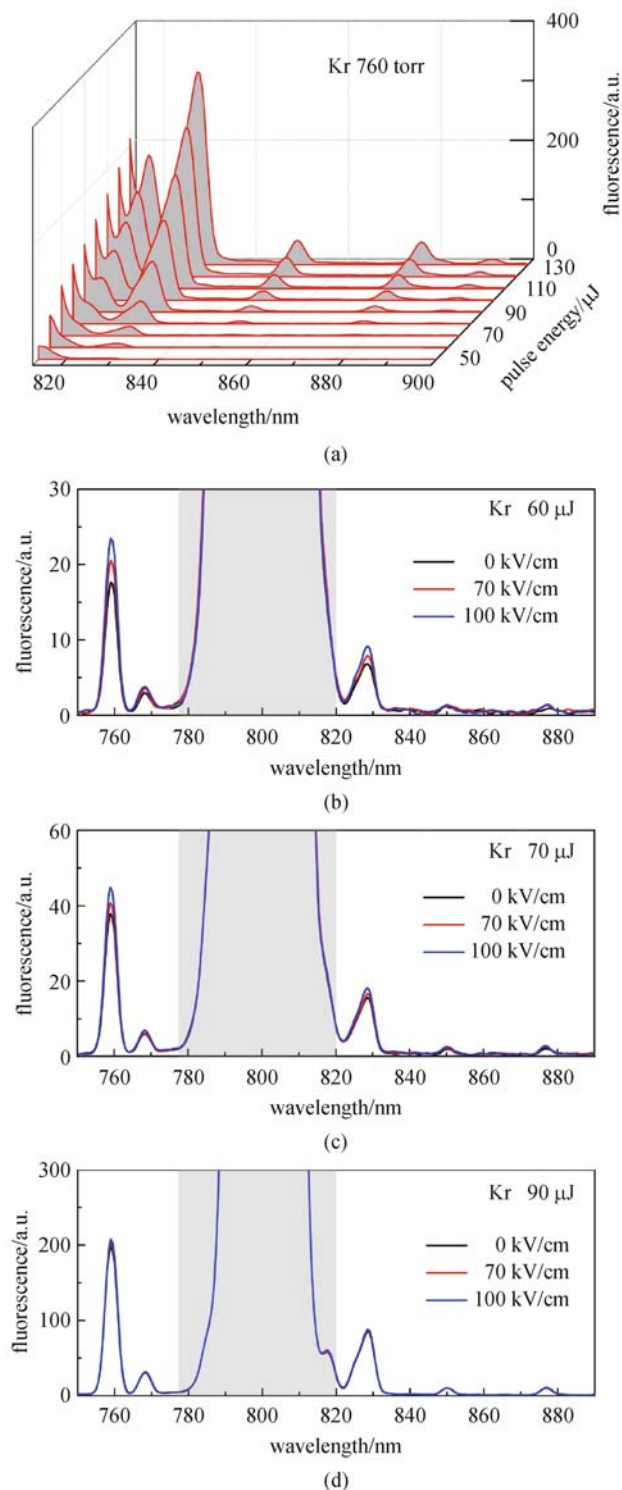 400
Kr 760 torr
fluorescence/a.u.
200
0
130
110
90
70
50
pulse energy/μJ
820 840 860 880 900
wavelength/nm
(a)
30
Kr 60 μJ
0 kV/cm
20
70 kV/cm
100 kV/cm
fluorescence/a.u.
10
0
760 780 800 820 840 860 880
wavelength/nm
(b)
60
Kr 70 μJ
0 kV/cm
40
70 kV/cm
100 kV/cm
fluorescence/a.u.
20
0
760 780 800 820 840 860 880
wavelength/nm
(c)
300
Kr 90 μJ
0 kV/cm
200
70 kV/cm
100 kV/cm
fluorescence/a.u.
100
0
760 780 800 820 840 860 880
wavelength/nm
(d)